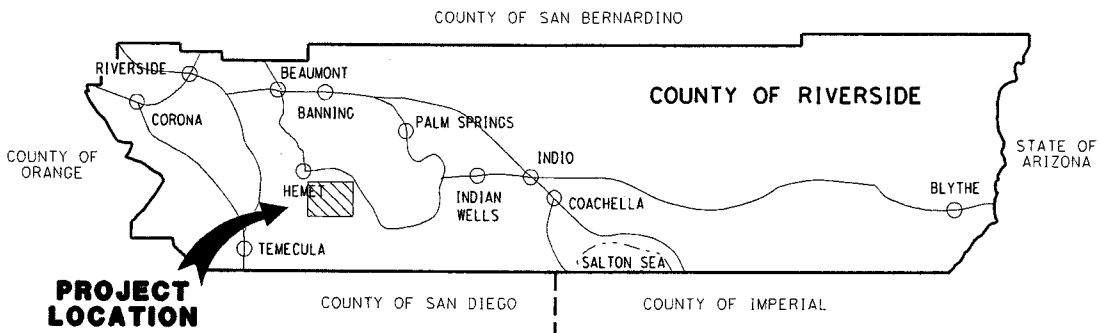 COUNTY OF SAN BERNARDINO
RIVERSIDE
BEAUMONT
BANNING
COUNTY OF RIVERSIDE
CORONA
PALM SPRINGS
COUNTY OF
ORANGE
STATE OF
ARIZONA
INDIO
HEMET
INDIAN
WELLS
COACHELLA
BLYTHE
TEMECULA
SALTON SEA
PROJECT
LOCATION
COUNTY OF SAN DIEGO
COUNTY OF IMPERIAL